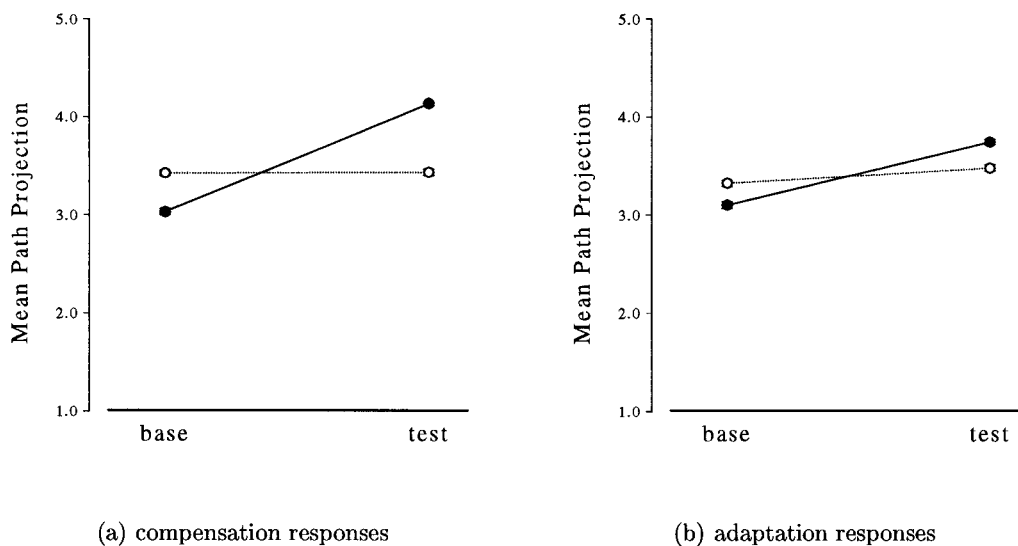 5.0
4.0
3.0
2.0
1.0
Mean Path Projection
base test
(a) compensation responses
5.0
4.0
3.0
2.0
1.0
Mean Path Projection
base test
(b) adaptation responses